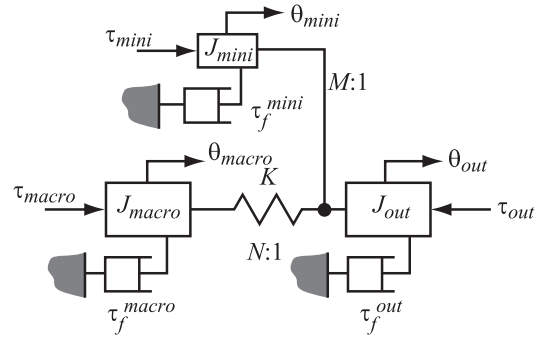 θ_mini
τ_mini
J_mini
M:1
τ_f^mini
θ_macro
K
θ_out
τ_macro
J_macro
J_out
τ_out
N:1
τ_f^macro
τ_f^out